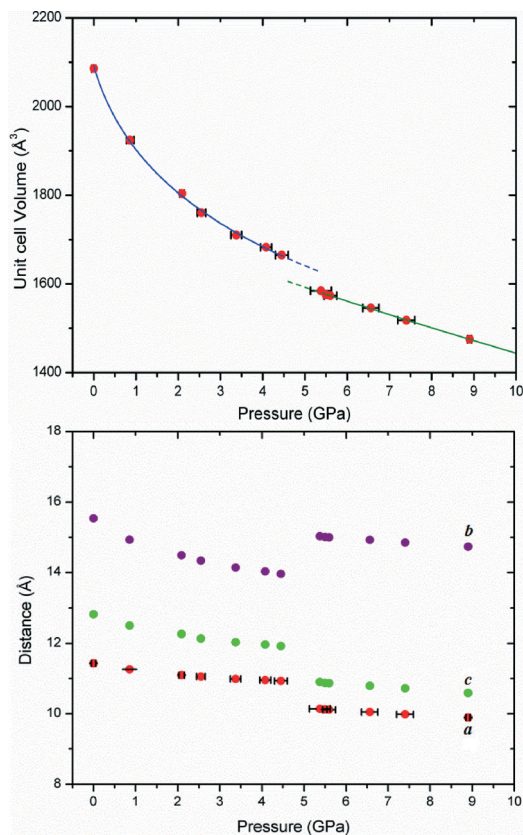 2200
2000
1800
1600
1400
Unit cell Volume (Å³)
0 1 2 3 4 5 6 7 8 9 10
Pressure (GPa)
18
16
14
12
10
8
Distance (Å)
b
c
a
0 1 2 3 4 5 6 7 8 9 10
Pressure (GPa)